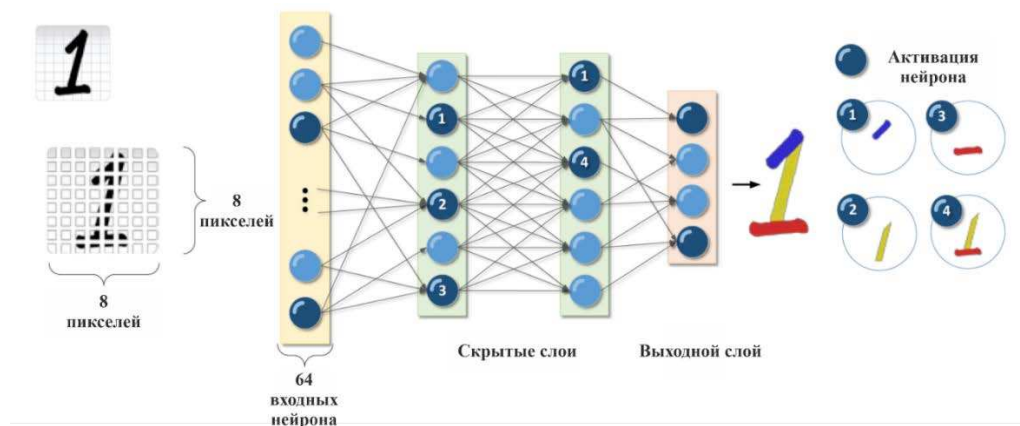 1
8
пикселей
8
пикселей
64
входных
нейрона
1
2
3
1
4
Скрытые слои
Выходной слой
1
Активация
нейрона
1
3
2
4